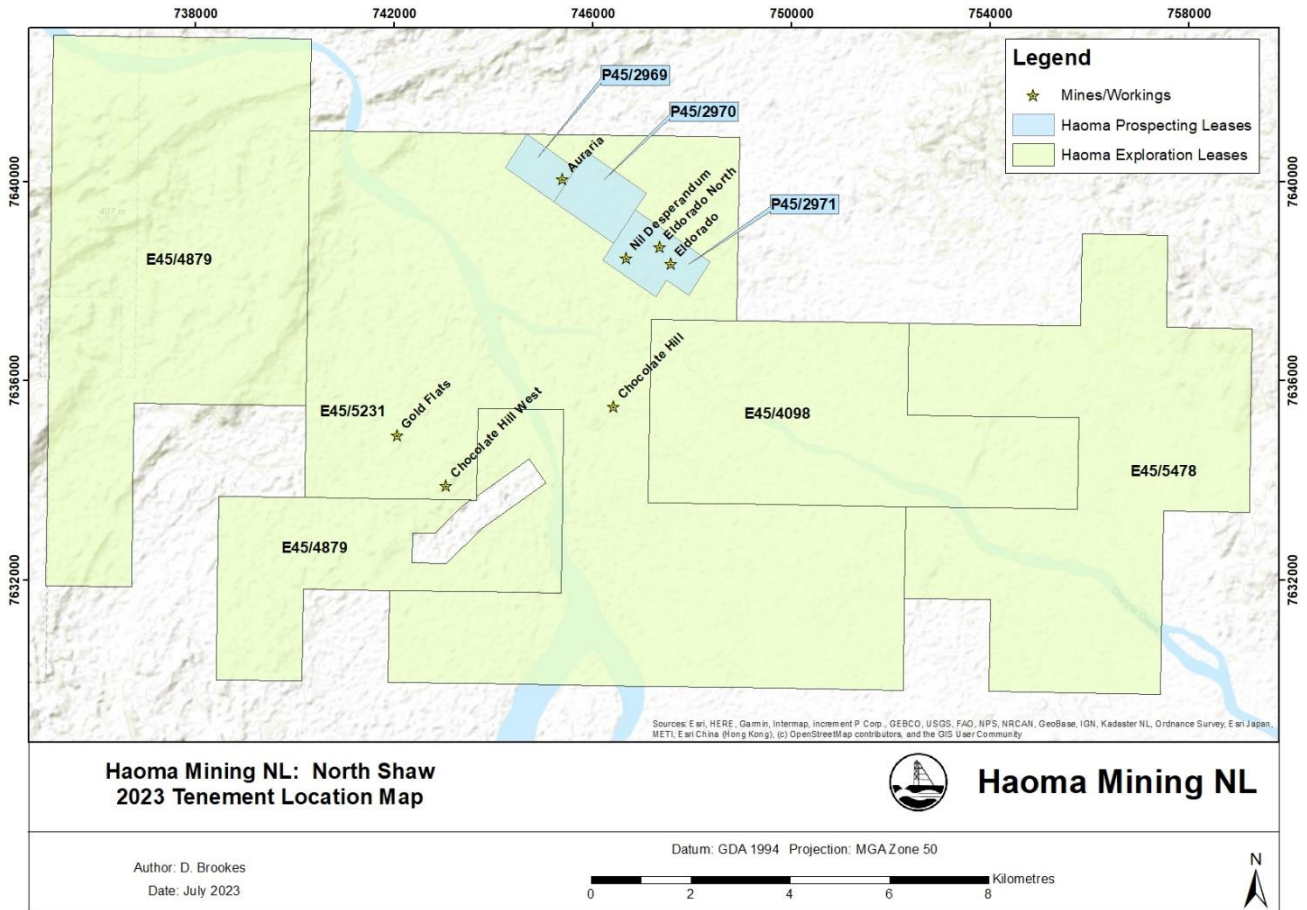 738000
742000
746000
750000
754000
758000
7640000
7636000
7632000
7640000
7636000
7632000
Legend
Mines/Workings
Haoma Prospecting Leases
Haoma Exploration Leases
P45/2969
P45/2970
P45/2971
Auraria
Nil Desperandum
Eldorado North
Eldorado
407 m
E45/4879
E45/5231
Gold Flats
Chocolate Hill West
Chocolate Hill
E45/4098
E45/5478
E45/4879
Sources: Esri, HERE, Garmin, Intermap, increment P Corp., GEBCO, USGS, FAO, NPS, NRCAN, GeoBase, IGN, Kadaster NL, Ordnance Survey, Esri Japan,
METI, Esri China (Hong Kong), (c) OpenStreetMap contributors, and the GIS User Community
Haoma Mining NL: North Shaw
2023 Tenement Location Map
Haoma Mining NL
Author: D. Brookes
Date: July 2023
Datum: GDA 1994 Projection: MGA Zone 50
Kilometres
0 2 4 6 8
N